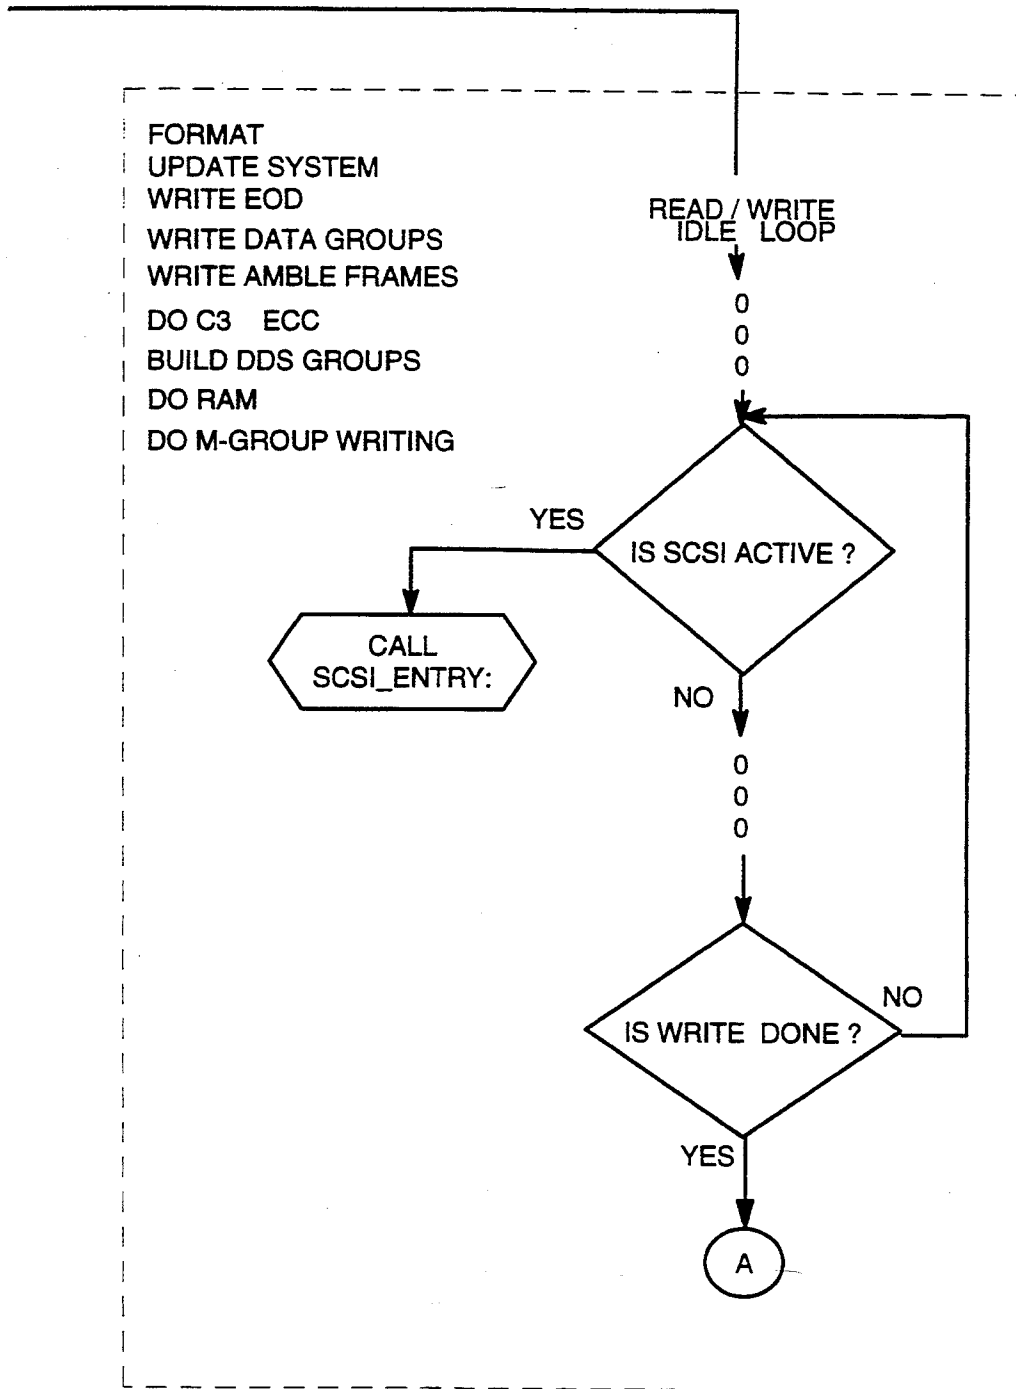 FORMAT
UPDATE SYSTEM
WRITE EOD
WRITE DATA GROUPS
WRITE AMBLE FRAMES
DO C3 ECC
BUILD DDS GROUPS
DO RAM
DO M-GROUP WRITING
READ / WRITE
IDLE LOOP
0
0
0
IS SCSI ACTIVE ?
YES
CALL
SCSI_ENTRY:
NO
0
0
0
IS WRITE DONE ?
NO
YES
A